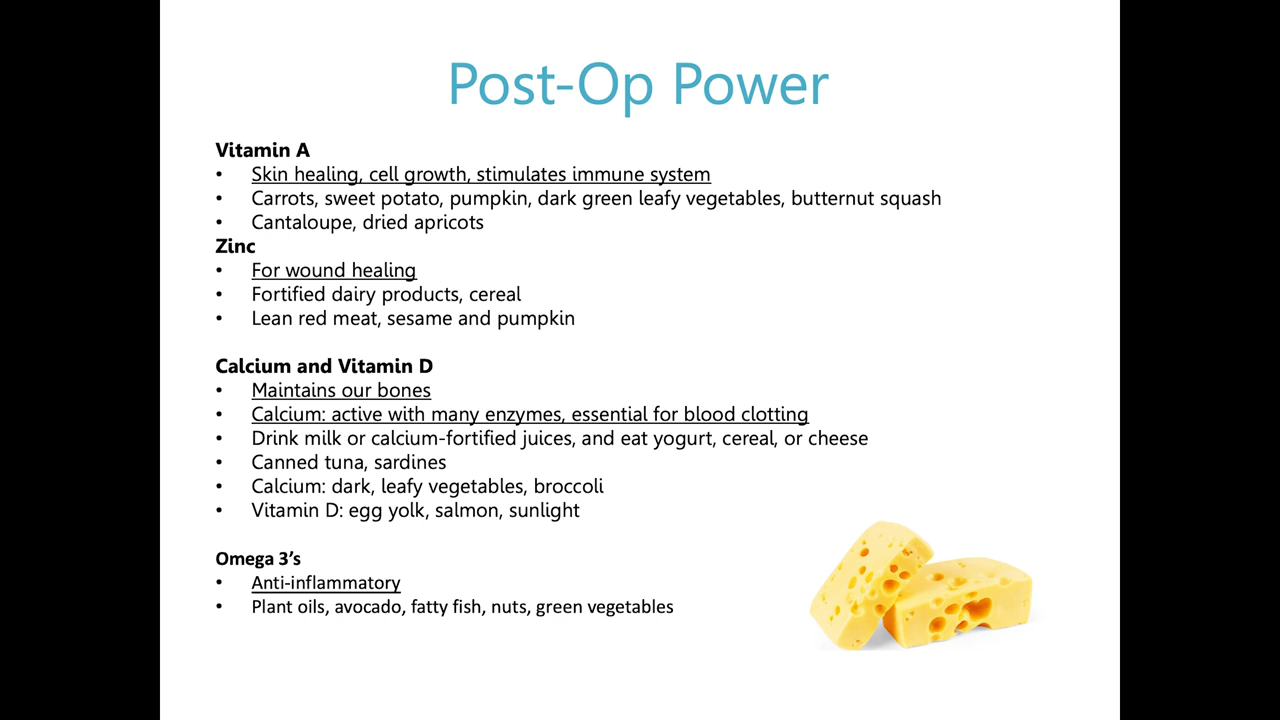 Post-Op Power
Vitamin A
• Skin healing, cell growth, stimulates immune system
• Carrots, sweet potato, pumpkin, dark green leafy vegetables, butternut squash
• Cantaloupe, dried apricots
Zinc
• For wound healing
• Fortified dairy products, cereal
• Lean red meat, sesame and pumpkin
Calcium and Vitamin D
• Maintains our bones
• Calcium: active with many enzymes, essential for blood clotting
• Drink milk or calcium-fortified juices, and eat yogurt, cereal, or cheese
• Canned tuna, sardines
• Calcium: dark, leafy vegetables, broccoli
• Vitamin D: egg yolk, salmon, sunlight
Omega 3’s
• Anti-inflammatory
• Plant oils, avocado, fatty fish, nuts, green vegetables